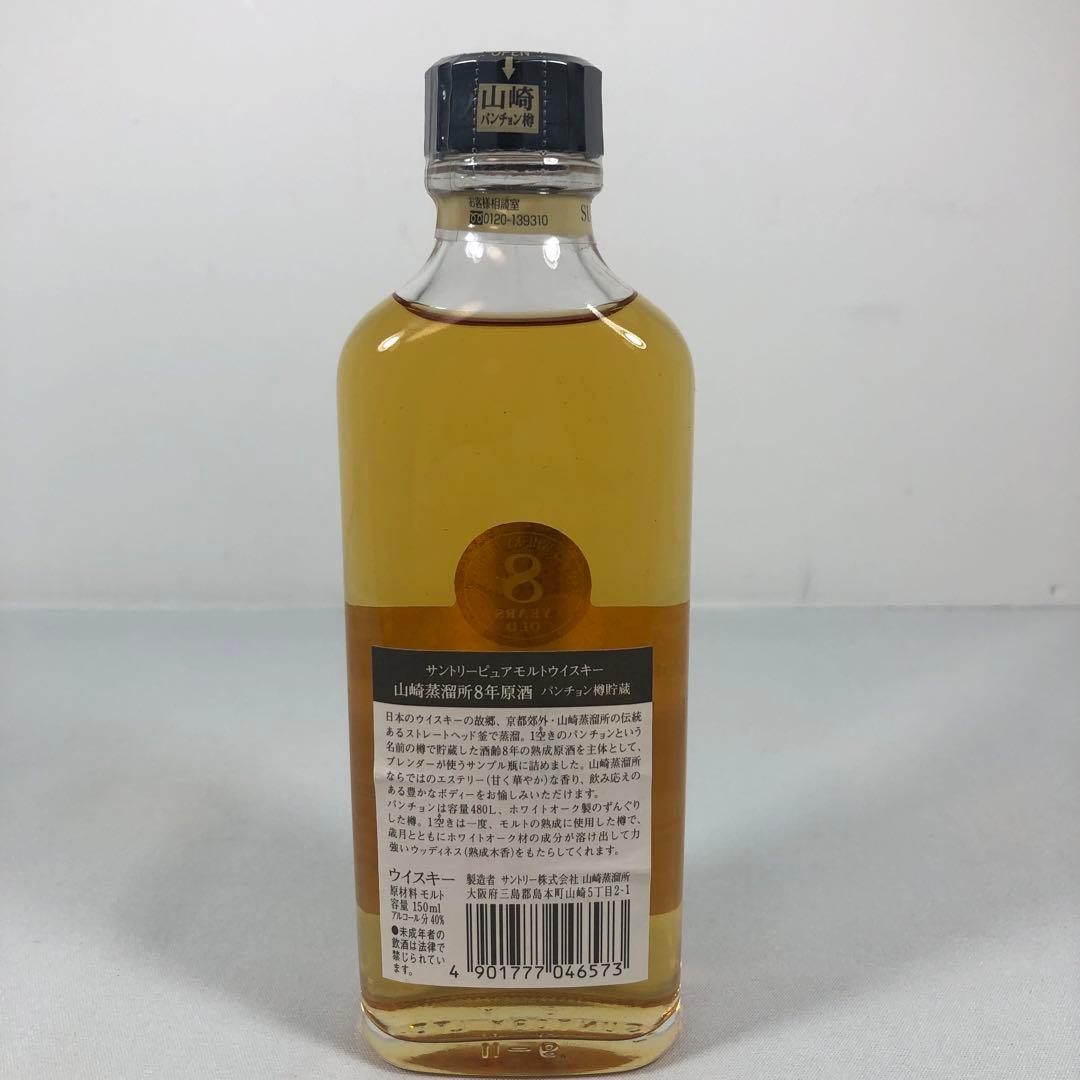 OPEN
山崎
パンチョン樽
お客様相談室
0120-139310
SU
8
YEARS
OLD
サントリーピュアモルトウイスキー
山崎蒸溜所8年原酒 パンチョン樽貯蔵
日本のウイスキーの故郷、京都郊外・山崎蒸溜所の伝統
あるストレートヘッド釜で蒸溜。1空きのパンチョンという
名前の樽で貯蔵した酒齢8年の熟成原酒を主体として、
ブレンダーが使うサンプル瓶に詰めました。山崎蒸溜所
ならではのエステリー(甘く華やか)な香り、飲み応えの
ある豊かなボディーをお愉しみいただけます。
パンチョンは容量480L、ホワイトオーク製のずんぐり
した樽。1空きは一度、モルトの熟成に使用した樽で、
歳月とともにホワイトオーク材の成分が溶け出して力
強いウッディネス(熟成木香)をもたらしてくれます。
ウイスキー
原材料 モルト
容量 150ml
アルコール分 40%
●未成年者の
飲酒は法律で
禁じられてい
ます。
製造者 サントリー株式会社 山崎蒸溜所
大阪府三島郡島本町山崎5丁目2-1
4 901777 046573